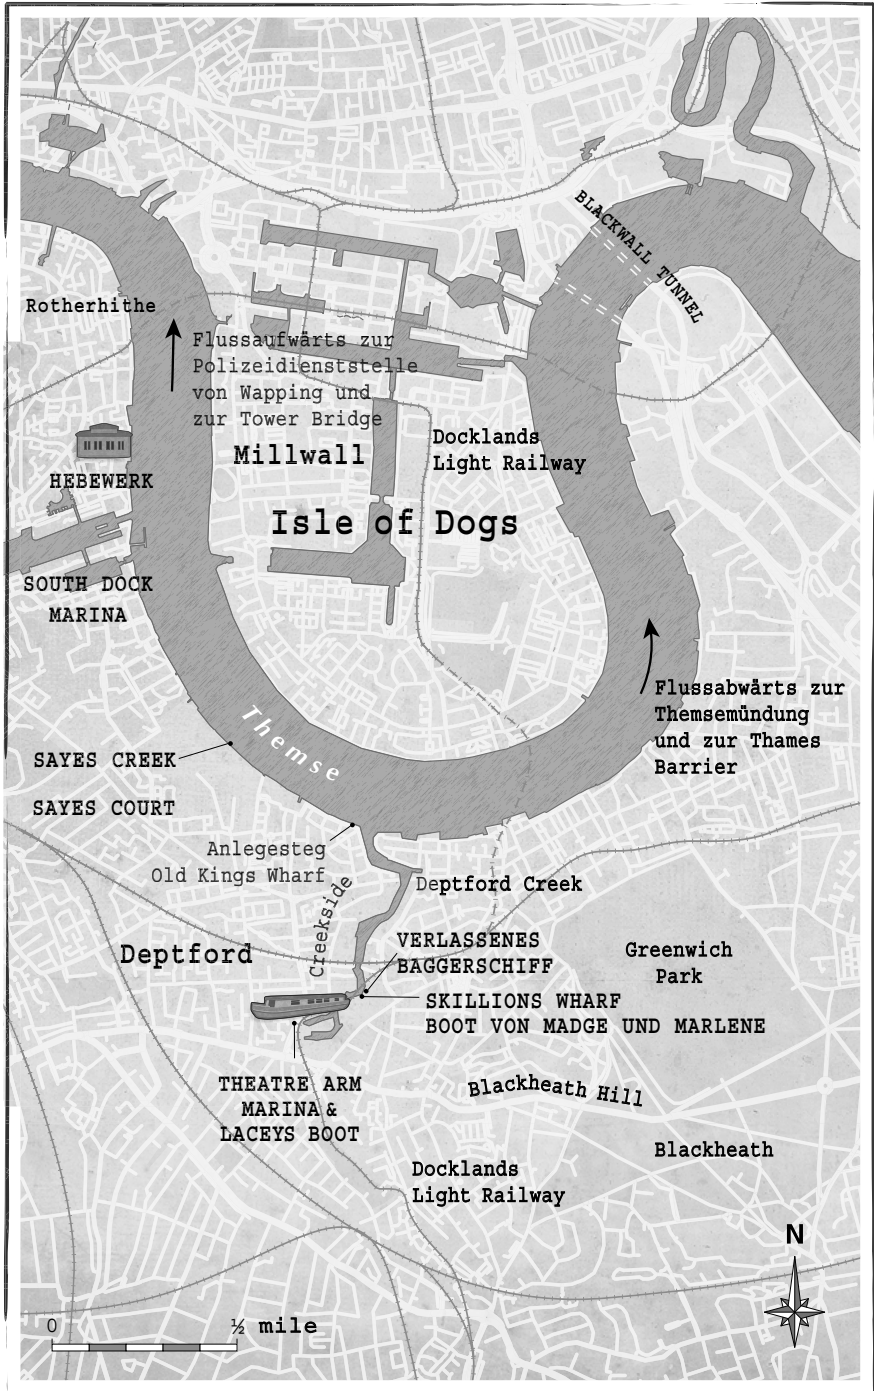 BLACKWALL TUNNEL
Rotherhithe
Flussaufwärts zur
Polizeidienststelle
von Wapping und
zur Tower Bridge
Millwall
Docklands
Light Railway
HEBEWERK
Isle of Dogs
SOUTH DOCK
MARINA
Flussabwärts zur
Themsemündung
und zur Thames
Barrier
Themse
SAYES CREEK
SAYES COURT
Anlegesteg
Old Kings Wharf
Deptford Creek
Creekside
Deptford
VERLASSENES
BAGGERSCHIFF
Greenwich
Park
SKILLIONS WHARF
BOOT VON MADGE UND MARLENE
THEATRE ARM
MARINA &
LACEYS BOOT
Blackheath Hill
Blackheath
Docklands
Light Railway
N
0 ½ mile